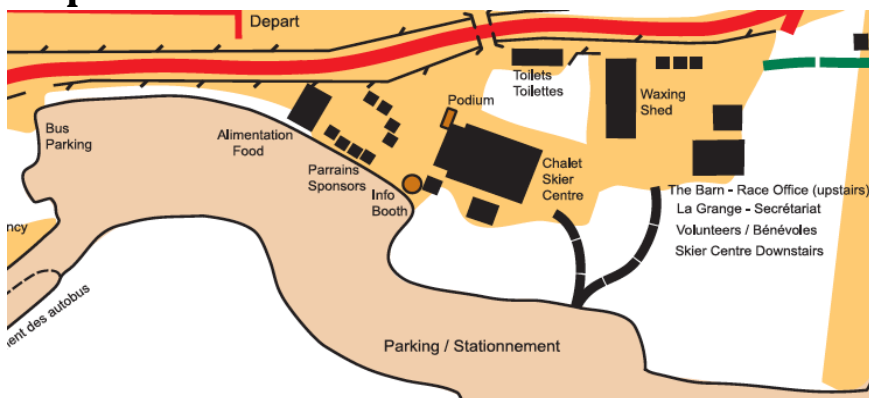 Depart
Toilets
Toilettes
Podium
Waxing
Shed
Bus
Parking
Alimentation
Food
Parrains
Sponsors
Info
Booth
Chalet
Skier
Centre
The Barn - Race Office (upstairs)
La Grange - Secrétariat
Volunteers / Bénévoles
Skier Centre Downstairs
ncy
ent des autobus
Parking / Stationnement